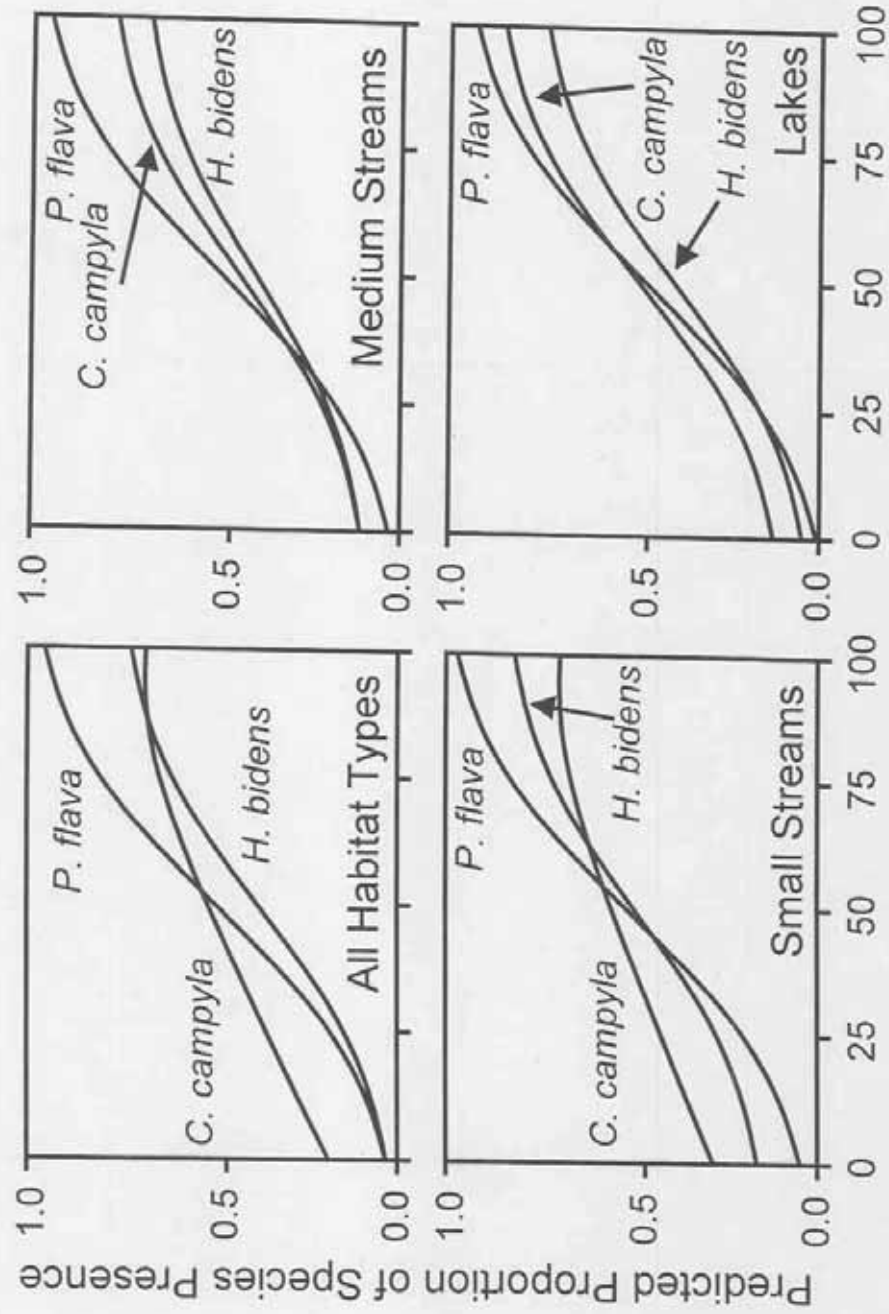 Predicted Proportion of Species Presence
1.0
0.5
0.0
P. flava
C. campyla
H. bidens
All Habitat Types
1.0
0.5
0.0
P. flava
C. campyla
H. bidens
Medium Streams
1.0
0.5
0.0
P. flava
C. campyla
H. bidens
Small Streams
0
25
50
75
100
1.0
0.5
0.0
P. flava
C. campyla
H. bidens
Lakes
0
25
50
75
100